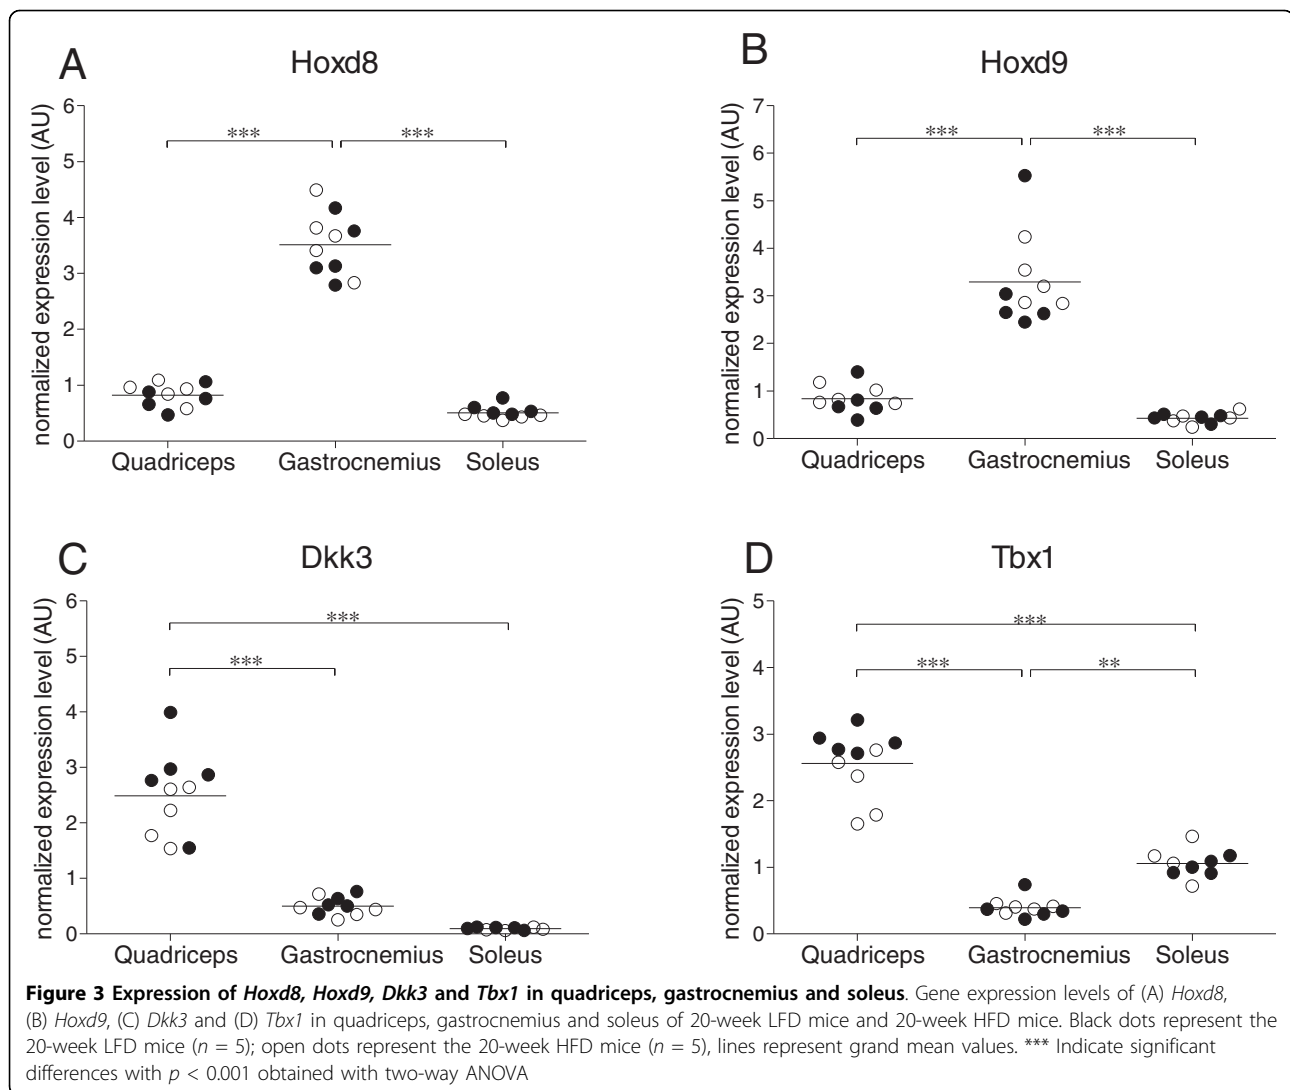 A
Hoxd8
normalized expression level (AU)
6
5
4
3
2
1
0
***
***
Quadriceps Gastrocnemius Soleus
B
Hoxd9
normalized expression level (AU)
7
6
5
4
3
2
1
0
***
***
Quadriceps Gastrocnemius Soleus
C
Dkk3
normalized expression level (AU)
6
5
4
3
2
1
0
***
***
Quadriceps Gastrocnemius Soleus
D
Tbx1
normalized expression level (AU)
5
4
3
2
1
0
***
***
**
Quadriceps Gastrocnemius Soleus
Figure 3 Expression of Hoxd8, Hoxd9, Dkk3 and Tbx1 in quadriceps, gastrocnemius and soleus. Gene expression levels of (A) Hoxd8,
(B) Hoxd9, (C) Dkk3 and (D) Tbx1 in quadriceps, gastrocnemius and soleus of 20-week LFD mice and 20-week HFD mice. Black dots represent the
20-week LFD mice (n = 5); open dots represent the 20-week HFD mice (n = 5), lines represent grand mean values. *** Indicate significant
differences with p < 0.001 obtained with two-way ANOVA